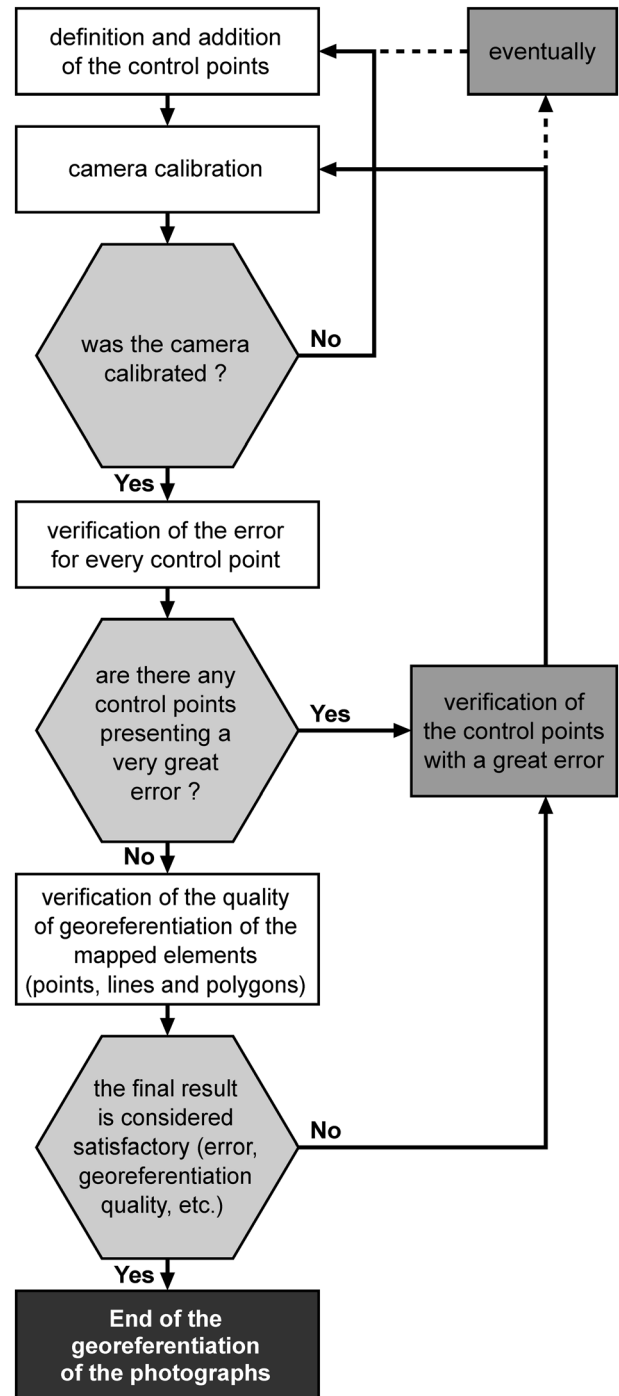 definition and addition
of the control points
eventually
camera calibration
was the camera
calibrated ?
No
Yes
verification of the error
for every control point
are there any
control points
presenting a
very great
error ?
Yes
verification of
the control points
with a great error
No
verification of the quality
of georeferentiation of the
mapped elements
(points, lines and polygons)
the final result
is considered
satisfactory (error,
georeferentiation
quality, etc.)
No
Yes
End of the
georeferentiation
of the photographs